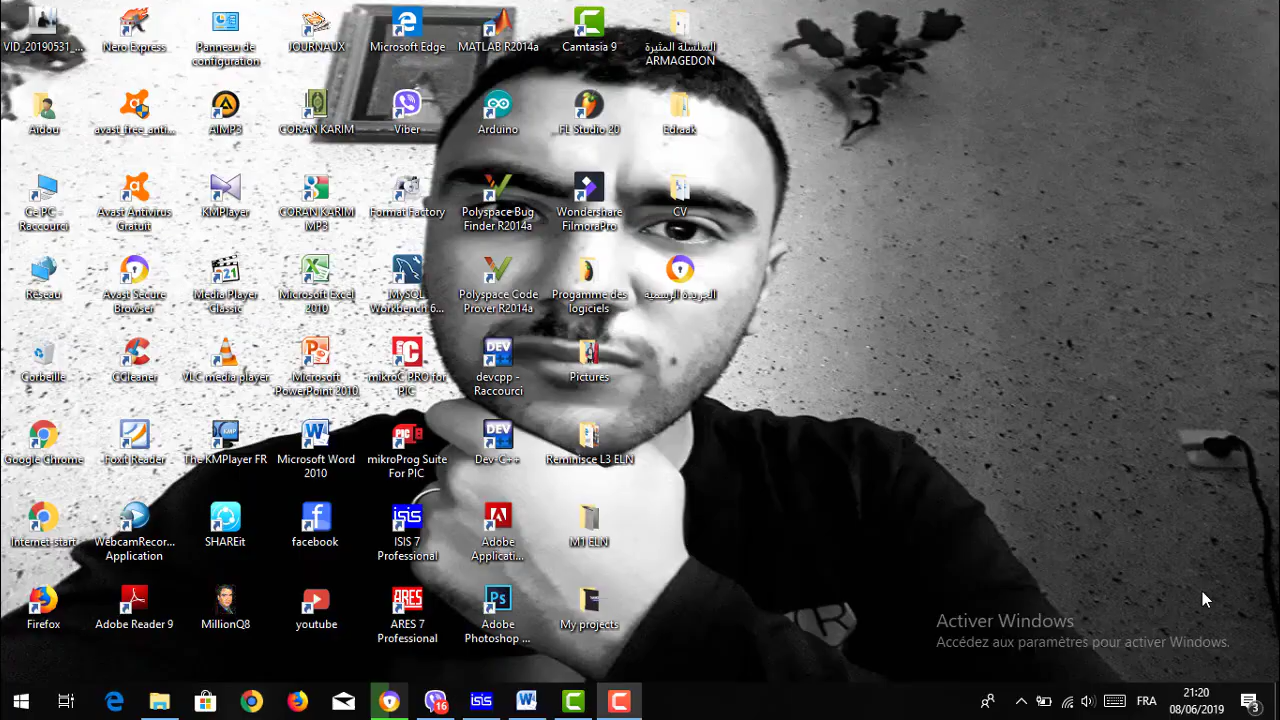 VID_20190531_...
Nero Express
Panneau de
configuration
JOURNAUX
Microsoft Edge
MATLAB R2014a
Camtasia 9
السلسلة المثيرة
ARMAGEDON
Aidou
avast_free_anti...
AIMP3
CORAN KARIM
Viber
Arduino
FL Studio 20
Edraak
Ce PC -
Raccourci
Avast Antivirus
Gratuit
KMPlayer
CORAN KARIM
MP3
Format Factory
Polyspace Bug
Finder R2014a
Wondershare
FilmoraPro
CV
Réseau
Avast Secure
Browser
Media Player
Classic
Microsoft Excel
2010
MySQL
Workbench 6...
Polyspace Code
Prover R2014a
Progamme des
logiciels
الجريدة الرسمية
Corbeille
CCleaner
VLC media player
Microsoft
PowerPoint 2010
mikroC PRO for
PIC
devcpp -
Raccourci
Pictures
Google Chrome
Foxit Reader
The KMPlayer FR
Microsoft Word
2010
mikroProg Suite
For PIC
Dev-C++
Reminisce L3 ELN
Internet-start
WebcamRecor...
Application
SHAREit
facebook
ISIS 7
Professional
Adobe
Applicati...
M1 ELN
Firefox
Adobe Reader 9
MillionQ8
youtube
ARES 7
Professional
Adobe
Photoshop ...
My projects
Activer Windows
Accédez aux paramètres pour activer Windows.
16
isis
FRA
21:20
08/06/2019
3